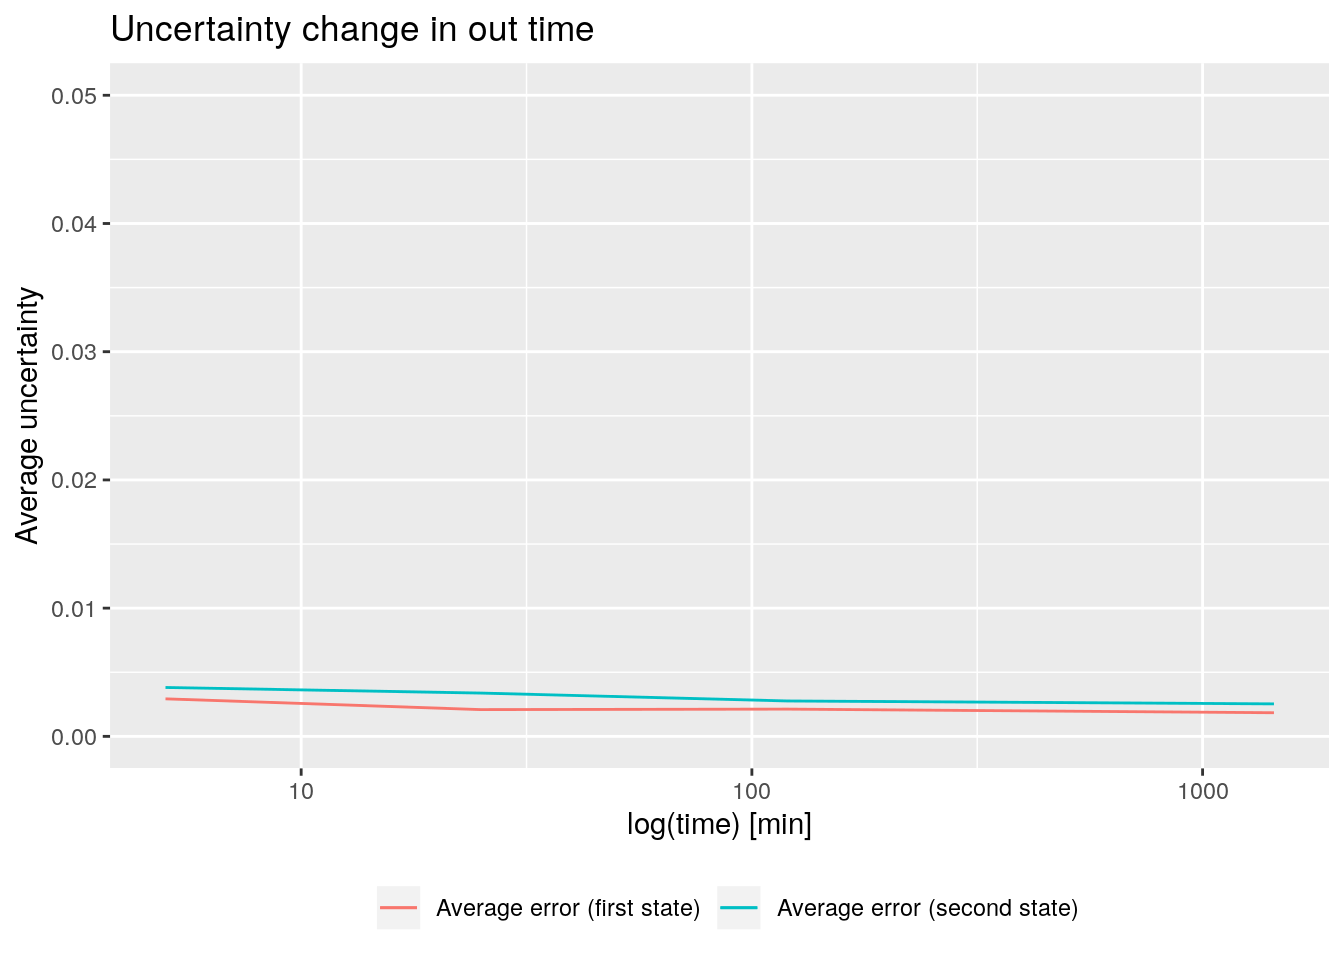 Uncertainty change in out time
0.05
0.04
0.03
0.02
0.01
0.00
Average uncertainty
10 100 1000
log(time) [min]
Average error (first state) Average error (second state)